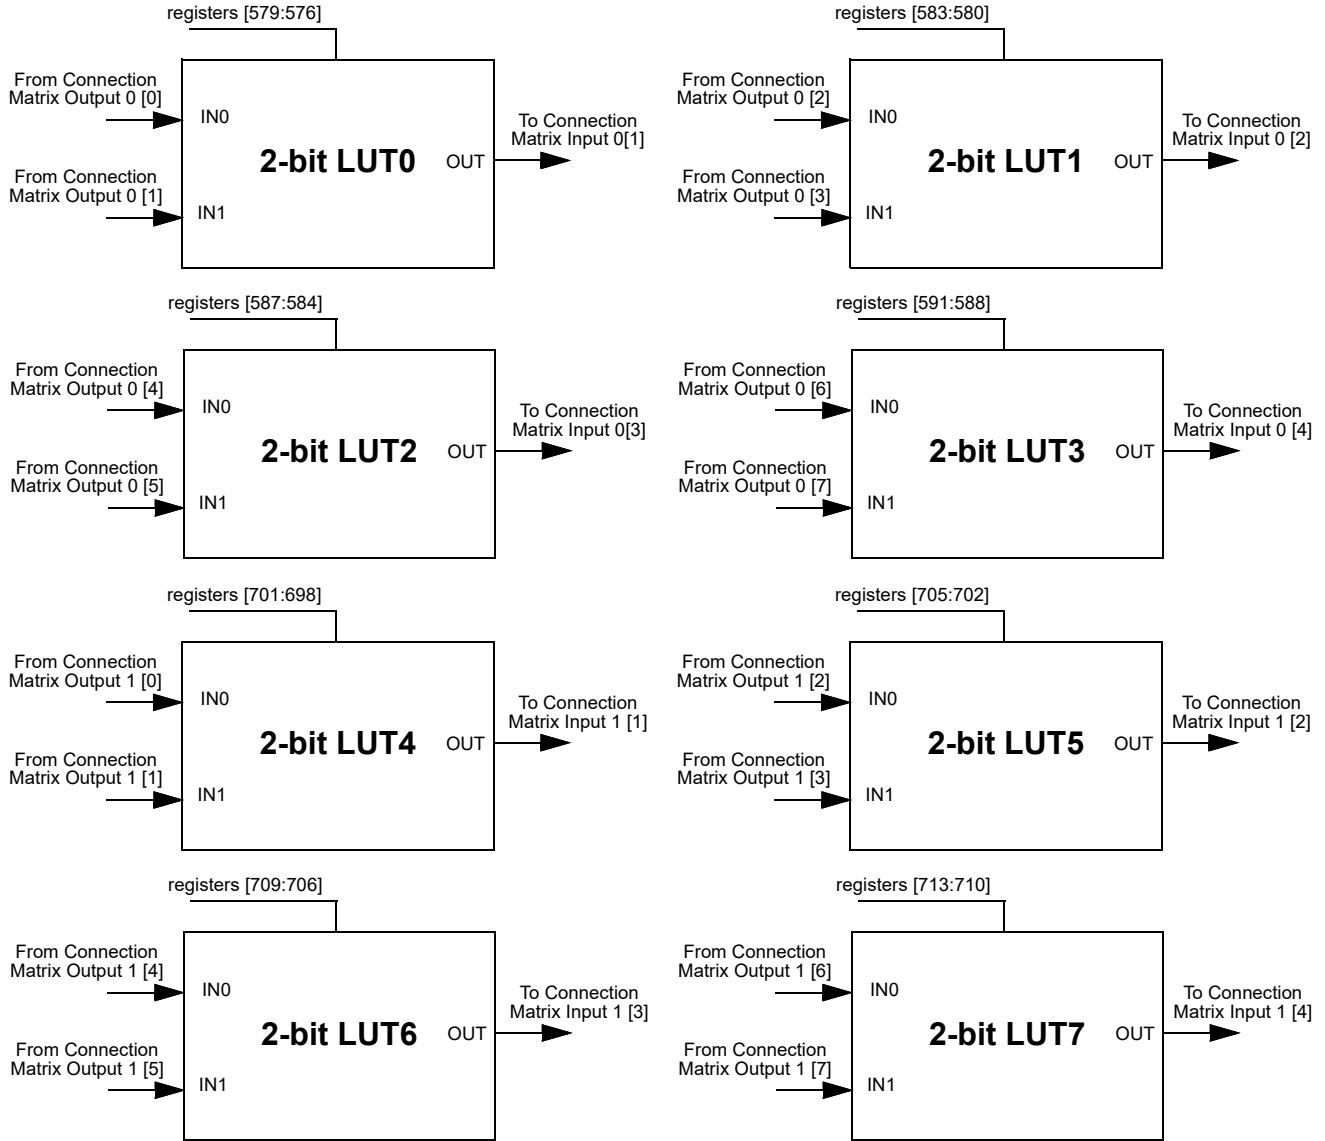 registers [579:576]
From Connection
Matrix Output 0 [0]
IN0
2-bit LUT0
OUT
To Connection
Matrix Input 0[1]
From Connection
Matrix Output 0 [1]
IN1
registers [583:580]
From Connection
Matrix Output 0 [2]
IN0
2-bit LUT1
OUT
To Connection
Matrix Input 0 [2]
From Connection
Matrix Output 0 [3]
IN1
registers [587:584]
From Connection
Matrix Output 0 [4]
IN0
2-bit LUT2
OUT
To Connection
Matrix Input 0[3]
From Connection
Matrix Output 0 [5]
IN1
registers [591:588]
From Connection
Matrix Output 0 [6]
IN0
2-bit LUT3
OUT
To Connection
Matrix Input 0 [4]
From Connection
Matrix Output 0 [7]
IN1
registers [701:698]
From Connection
Matrix Output 1 [0]
IN0
2-bit LUT4
OUT
To Connection
Matrix Input 1 [1]
From Connection
Matrix Output 1 [1]
IN1
registers [705:702]
From Connection
Matrix Output 1 [2]
IN0
2-bit LUT5
OUT
To Connection
Matrix Input 1 [2]
From Connection
Matrix Output 1 [3]
IN1
registers [709:706]
From Connection
Matrix Output 1 [4]
IN0
2-bit LUT6
OUT
To Connection
Matrix Input 1 [3]
From Connection
Matrix Output 1 [5]
IN1
registers [713:710]
From Connection
Matrix Output 1 [6]
IN0
2-bit LUT7
OUT
To Connection
Matrix Input 1 [4]
From Connection
Matrix Output 1 [7]
IN1